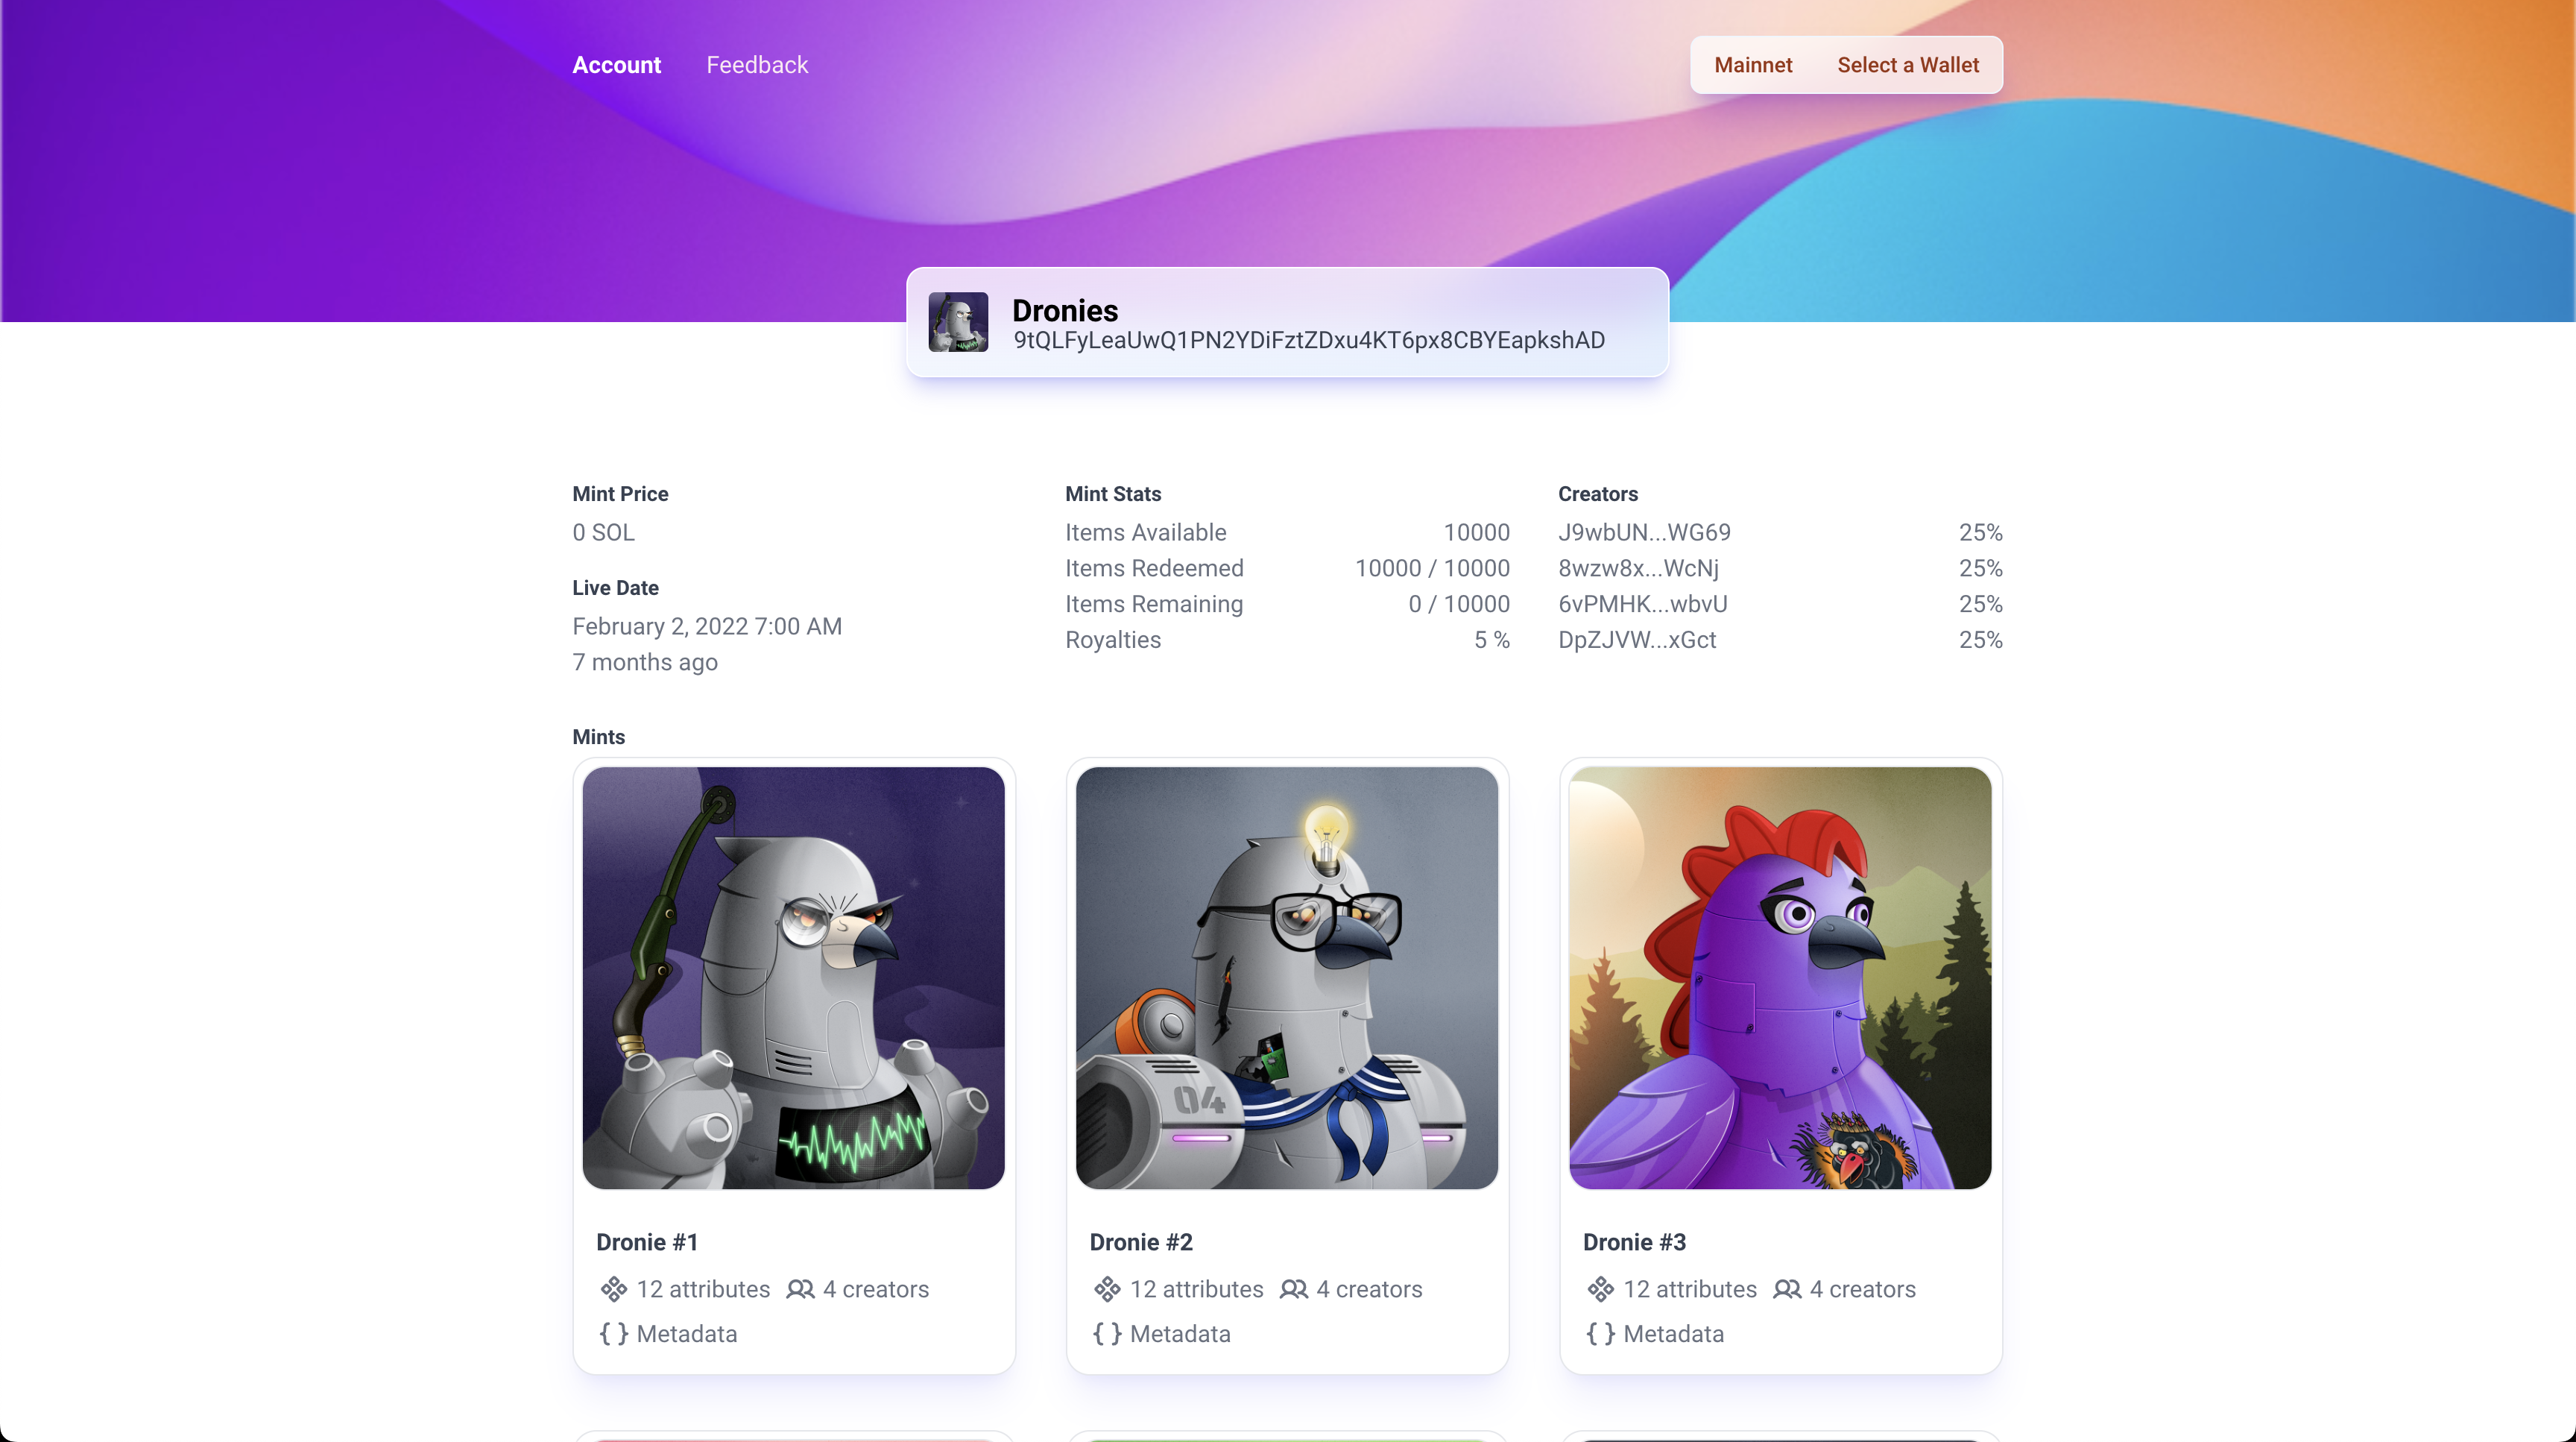 Account Feedback Mainnet Select a Wallet
Dronies
9tQLFyLeaUwQ1PN2YDiFztZDxu4KT6px8CBYEapkshAD
Mint Price
0 SOL
Live Date
February 2, 2022 7:00 AM
7 months ago
Mint Stats
Items Available 10000
Items Redeemed 10000 / 10000
Items Remaining 0 / 10000
Royalties 5 %
Creators
J9wbUN...WG69 25%
8wzw8x...WcNj 25%
6vPMHK...wbvU 25%
DpZJVW...xGct 25%
Mints
04
Dronie #1
12 attributes 4 creators
{ } Metadata
Dronie #2
12 attributes 4 creators
{ } Metadata
Dronie #3
12 attributes 4 creators
{ } Metadata